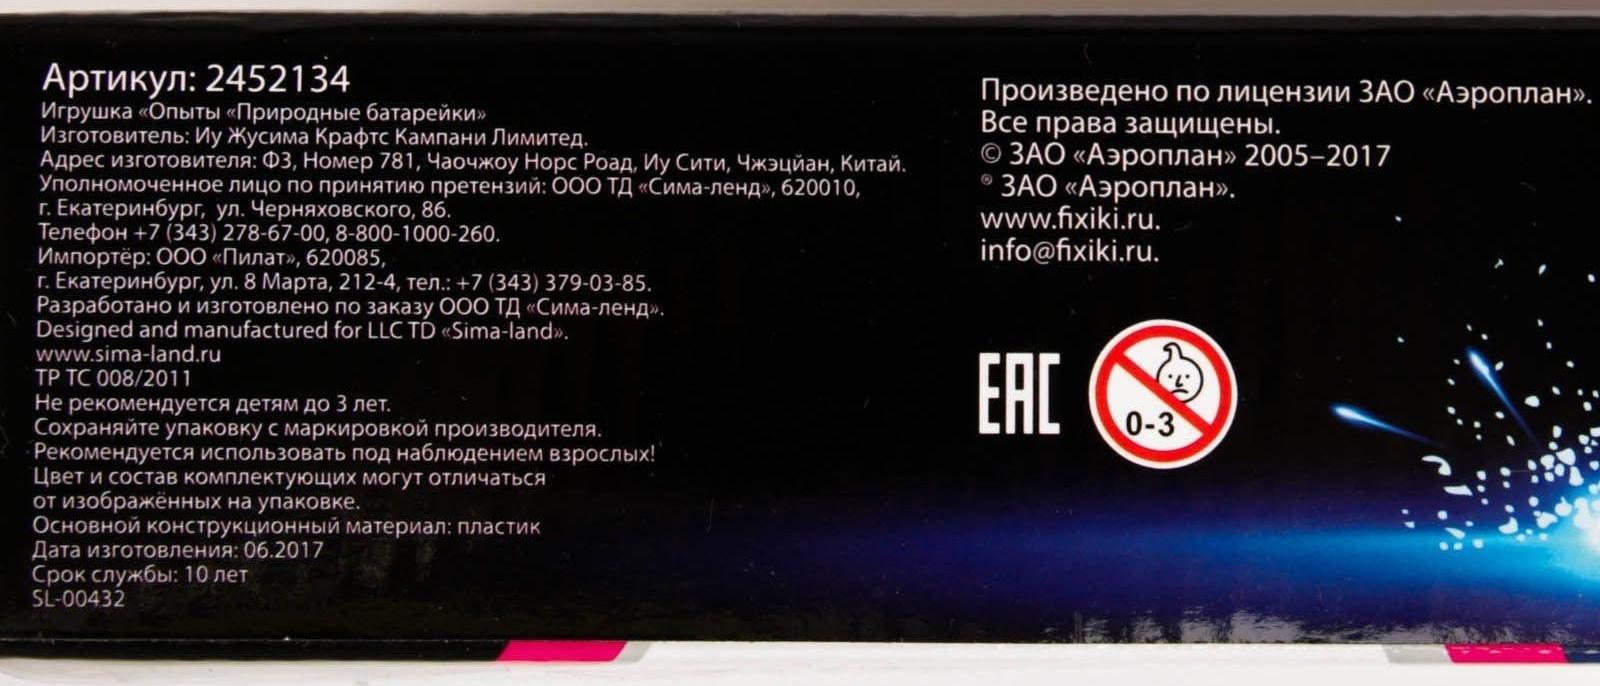 Артикул: 2452134
Игрушка «Опыты «Природные батарейки»
Изготовитель: Иу Жусима Крафтс Кампани Лимитед.
Адрес изготовителя: Ф3, Номер 781, Чаочжоу Норс Роад, Иу Сити, Чжэцйан, Китай.
Уполномоченное лицо по принятию претензий: ООО ТД «Сима-ленд», 620010,
г. Екатеринбург, ул. Черняховского, 86.
Телефон +7 (343) 278-67-00, 8-800-1000-260.
Импортёр: ООО «Пилат», 620085,
г. Екатеринбург, ул. 8 Марта, 212-4, тел.: +7 (343) 379-03-85.
Разработано и изготовлено по заказу ООО ТД «Сима-ленд».
Designed and manufactured for LLC TD «Sima-land».
www.sima-land.ru
ТР ТС 008/2011
Не рекомендуется детям до 3 лет.
Сохраняйте упаковку с маркировкой производителя.
Рекомендуется использовать под наблюдением взрослых!
Цвет и состав комплектующих могут отличаться
от изображённых на упаковке.
Основной конструкционный материал: пластик
Дата изготовления: 06.2017
Срок службы: 10 лет
SL-00432
Произведено по лицензии ЗАО «Аэроплан».
Все права защищены.
© ЗАО «Аэроплан» 2005–2017
® ЗАО «Аэроплан».
www.fixiki.ru.
info@fixiki.ru.
EAC
0-3